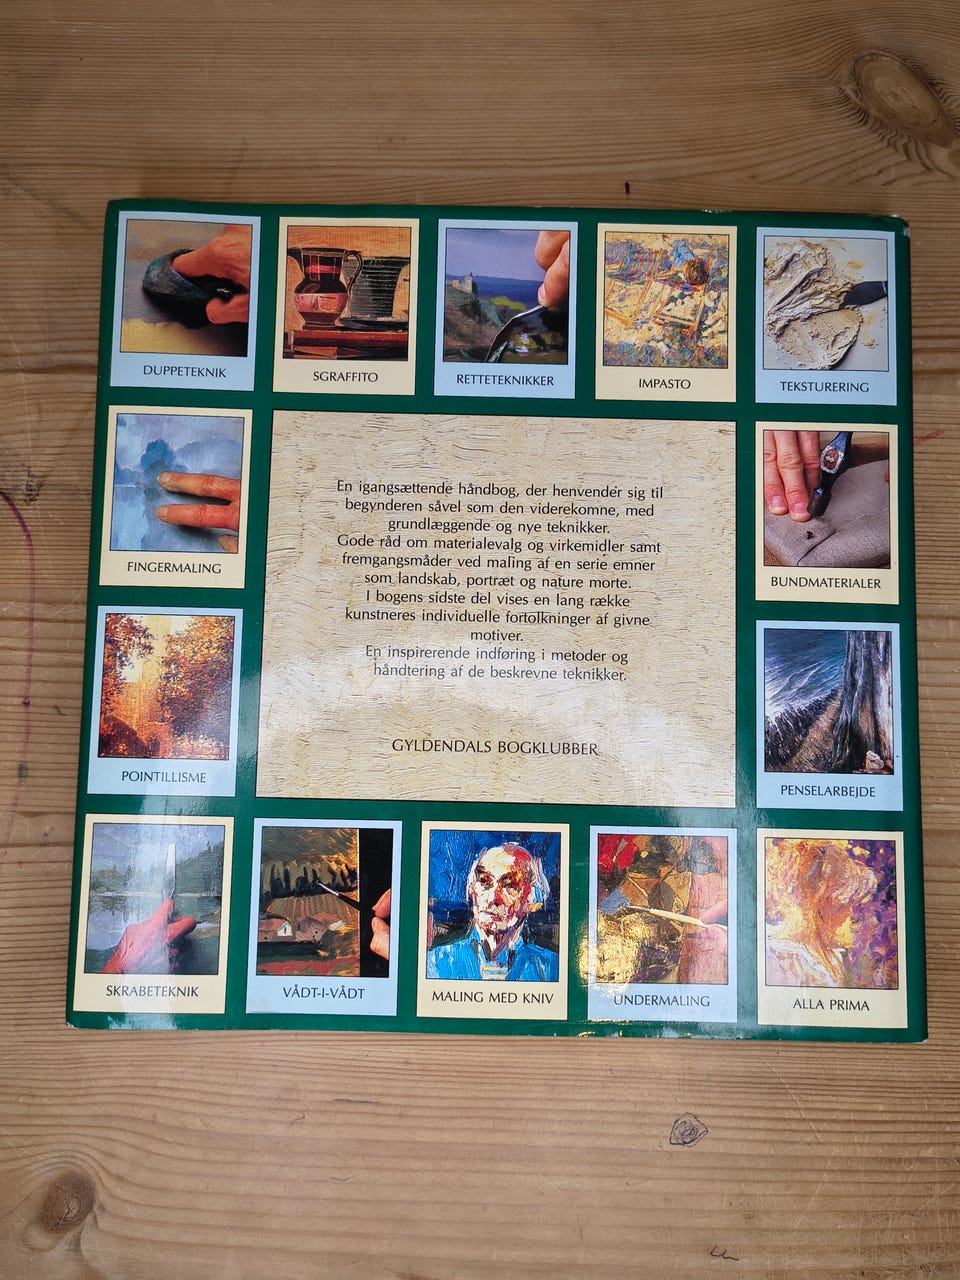 DUPPETEKNIK
SGRAFFITO
RETTETEKNIKKER
IMPASTO
TEKSTURERING
FINGERMALING
En igangsættende håndbog, der henvender sig til
begynderen såvel som den viderekomne, med
grundlæggende og nye teknikker.
Gode råd om materialevalg og virkemidler samt
fremgangsmåder ved maling af en serie emner
som landskab, portræt og nature morte.
I bogens sidste del vises en lang række
kunstneres individuelle fortolkninger af givne
motiver.
En inspirerende indføring i metoder og
håndtering af de beskrevne teknikker.
GYLDENDALS BOGKLUBBER
BUNDMATERIALER
POINTILLISME
PENSELARBEJDE
SKRABETEKNIK
VÅDT-I-VÅDT
MALING MED KNIV
UNDERMALING
ALLA PRIMA